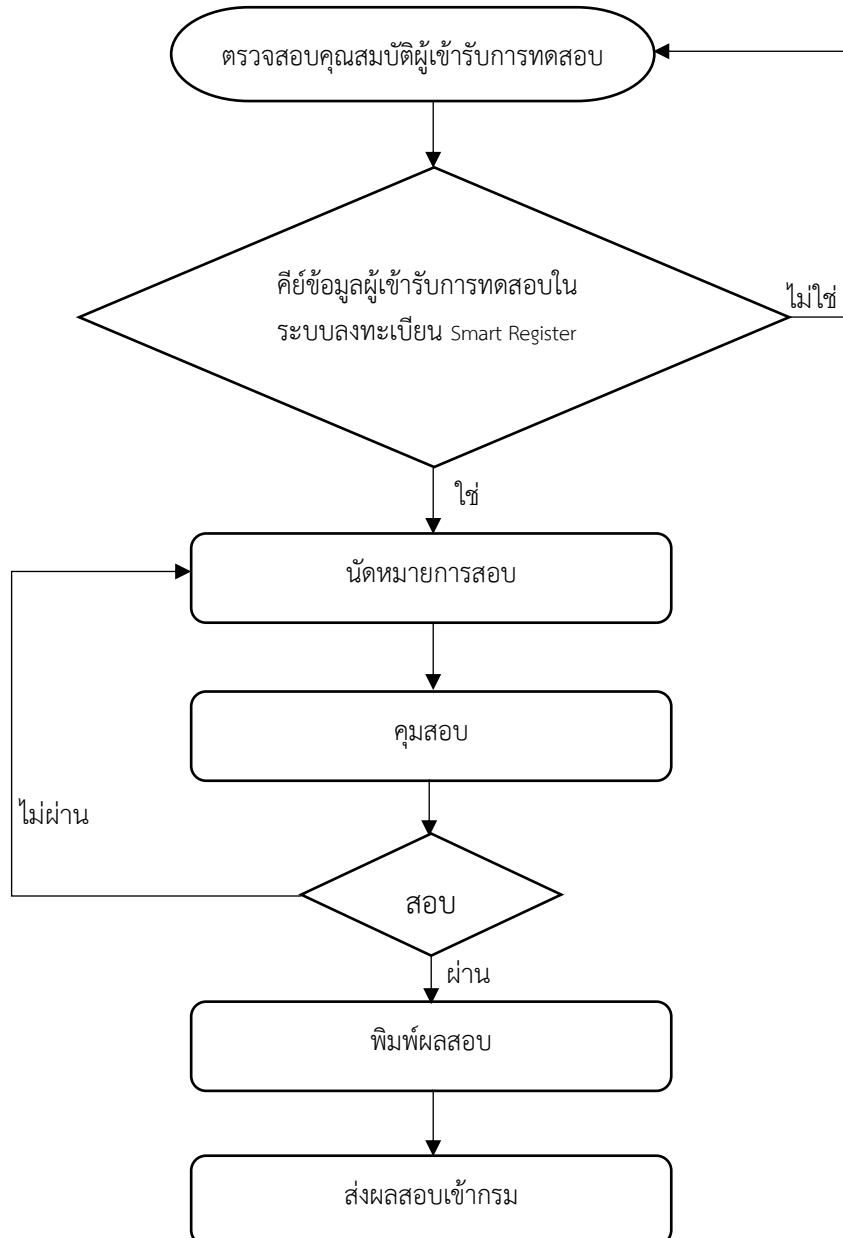 ตรวจสอบคุณสมบัติผู้เข้ารับการทดสอบ
คีย์ข้อมูลผู้เข้ารับการทดสอบใน
ระบบลงทะเบียน Smart Register
ไม่ใช่
ใช่
นัดหมายการสอบ
คุมสอบ
ไม่ผ่าน
สอบ
ผ่าน
พิมพ์ผลสอบ
ส่งผลสอบเข้ากรม